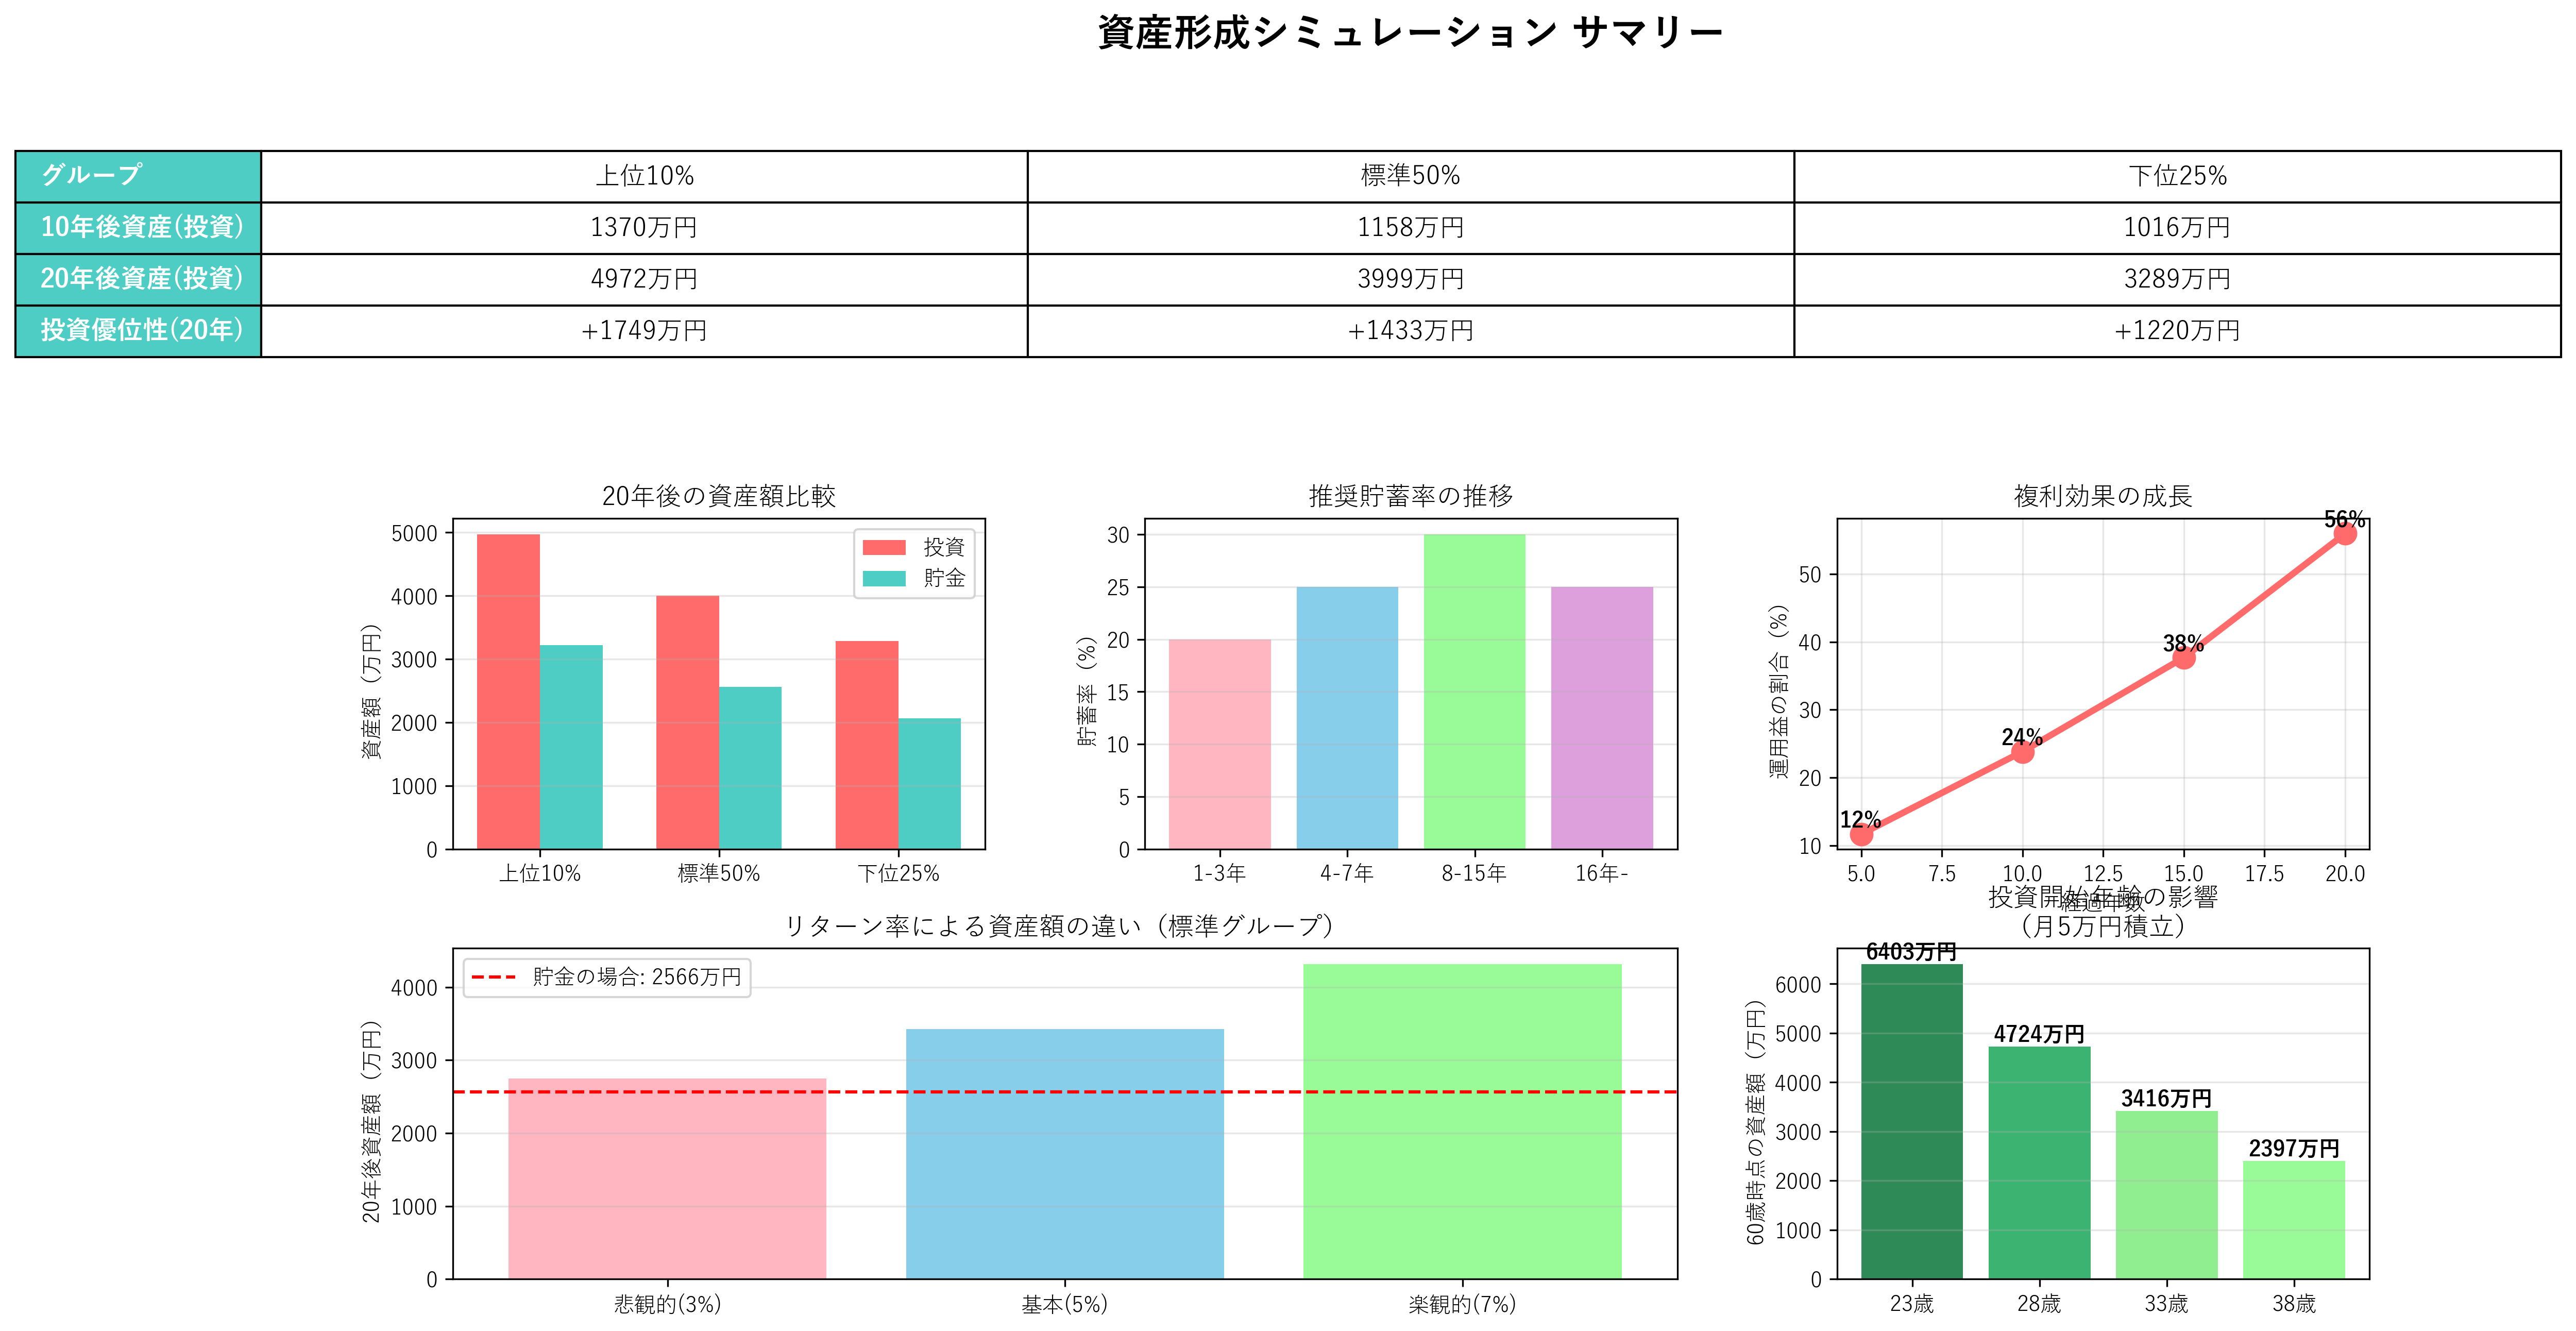 資産形成シミュレーション サマリー
グループ 上位10% 標準50% 下位25%
10年後資産(投資) 1370万円 1158万円 1016万円
20年後資産(投資) 4972万円 3999万円 3289万円
投資優位性(20年) +1749万円 +1433万円 +1220万円
20年後の資産額比較
資産額（万円）
5000
4000
3000
2000
1000
0
投資
貯金
上位10% 標準50% 下位25%
推奨貯蓄率の推移
貯蓄率（%）
30
25
20
15
10
5
0
1-3年 4-7年 8-15年 16年-
複利効果の成長
運用益の割合（%）
50
40
30
20
10
12%
24%
38%
56%
5.0 7.5 10.0 12.5 15.0 17.5 20.0
経過年数
リターン率による資産額の違い（標準グループ）
20年後資産額（万円）
4000
3000
2000
1000
0
貯金の場合: 2566万円
悲観的(3%) 基本(5%) 楽観的(7%)
投資開始年齢の影響
（月5万円積立）
60歳時点の資産額（万円）
6000
5000
4000
3000
2000
1000
0
6403万円
4724万円
3416万円
2397万円
23歳 28歳 33歳 38歳